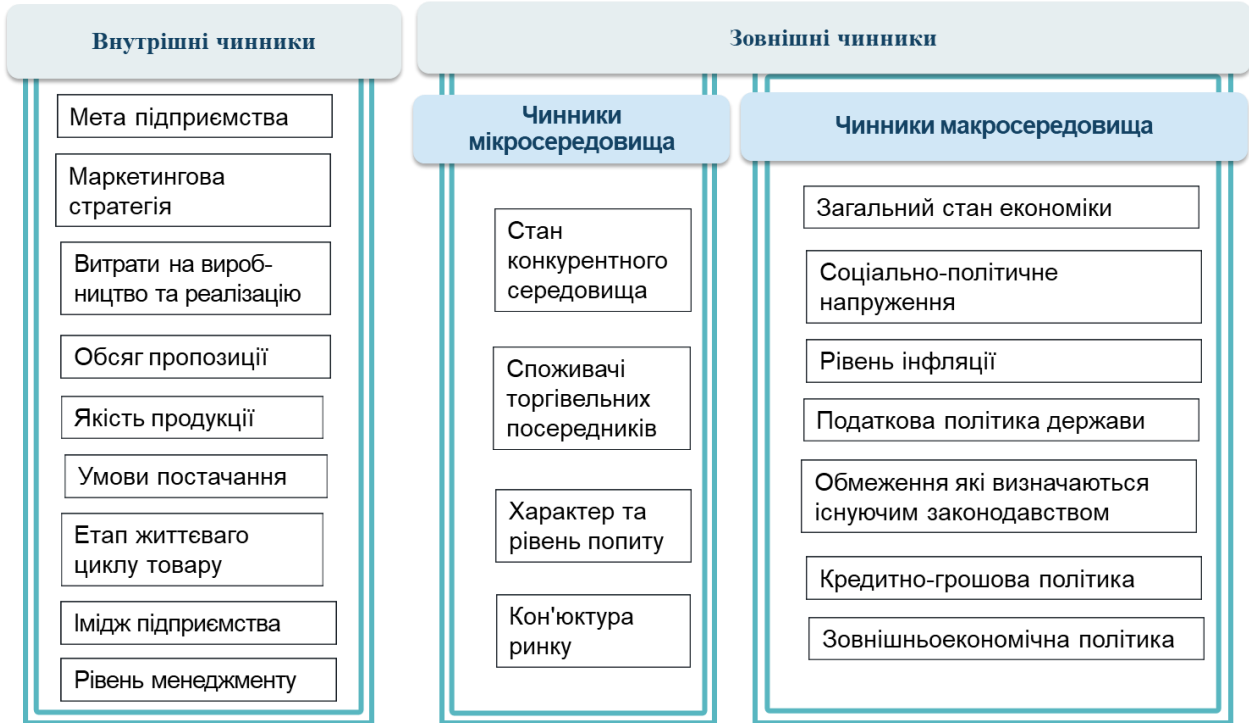 Внутрішні чинники
Мета підприємства
Маркетингова
стратегія
Витрати на вироб-
ництво та реалізацію
Обсяг пропозиції
Якість продукції
Умови постачання
Етап життєваго
циклу товару
Імідж підприємства
Рівень менеджменту
Зовнішні чинники
Чинники
мікросередовища
Стан
конкурентного
середовища
Споживачі
торгівельних
посередників
Характер та
рівень попиту
Кон'юктура
ринку
Чинники макросередовища
Загальний стан економіки
Соціально-політичне
напруження
Рівень інфляції
Податкова політика держави
Обмеження які визначаються
існуючим законодавством
Кредитно-грошова політика
Зовнішньоекономічна політика